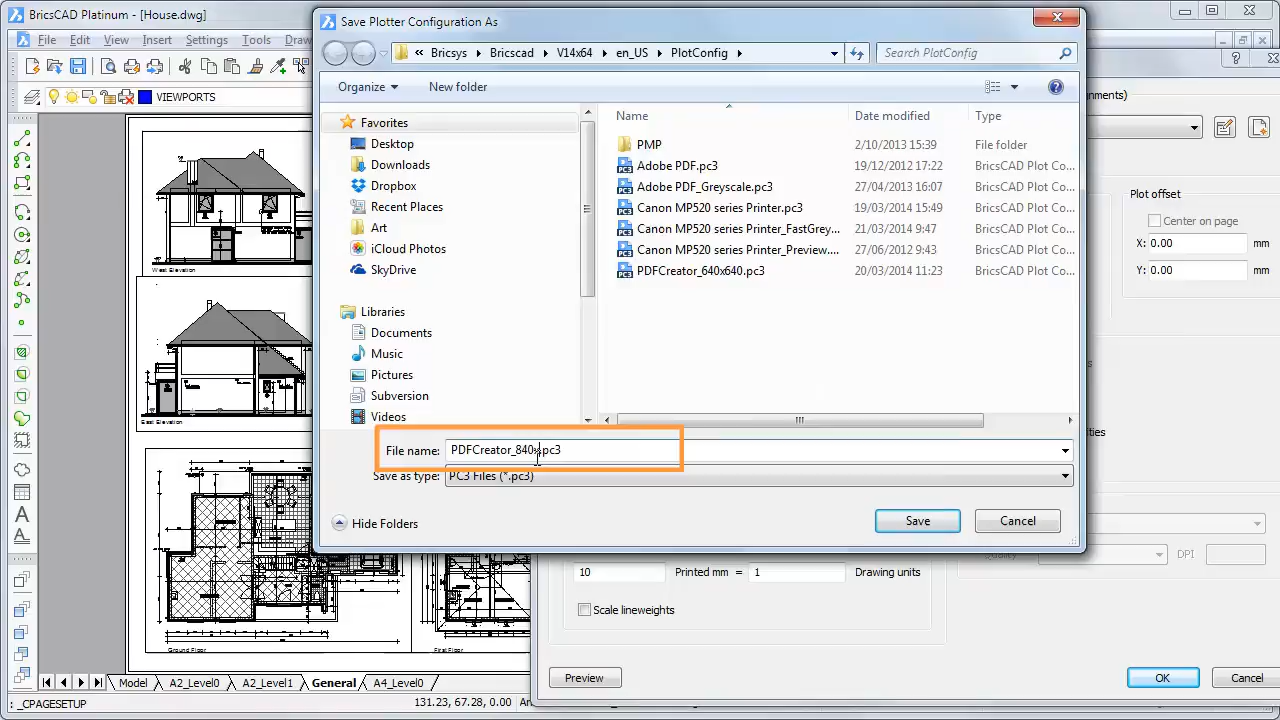 BricsCAD Platinum - [House.dwg]
File Edit View Insert Settings Tools Draw
VIEWPORTS
West Elevation
East Elevation
Ground Floor
First Floor
Model A2_Level0 A2_Level1 General A4_Level0
: _CPAGESETUP
131.23, 67.28, 0.00
Save Plotter Configuration As
« Bricsys Bricscad V14x64 en_US PlotConfig
Search PlotConfig
Organize New folder
Favorites
Desktop
Downloads
Dropbox
Recent Places
Art
iCloud Photos
SkyDrive
Libraries
Documents
Music
Pictures
Subversion
Videos
Name Date modified Type
PMP 2/10/2013 15:39 File folder
Adobe PDF.pc3 19/12/2012 17:22 BricsCAD Plot Co...
Adobe PDF_Greyscale.pc3 27/04/2013 16:07 BricsCAD Plot Co...
Canon MP520 series Printer.pc3 19/03/2014 15:49 BricsCAD Plot Co...
Canon MP520 series Printer_FastGrey... 21/03/2014 9:47 BricsCAD Plot Co...
Canon MP520 series Printer_Preview.... 27/06/2012 9:43 BricsCAD Plot Co...
PDFCreator_640x640.pc3 20/03/2014 11:23 BricsCAD Plot Co...
File name: PDFCreator_840x.pc3
Save as type: PC3 Files (*.pc3)
Hide Folders
Save Cancel
Plot offset
Center on page
X: 0.00 mm
Y: 0.00 mm
Quality DPI
10 Printed mm = 1 Drawing units
Scale lineweights
Preview OK Cancel